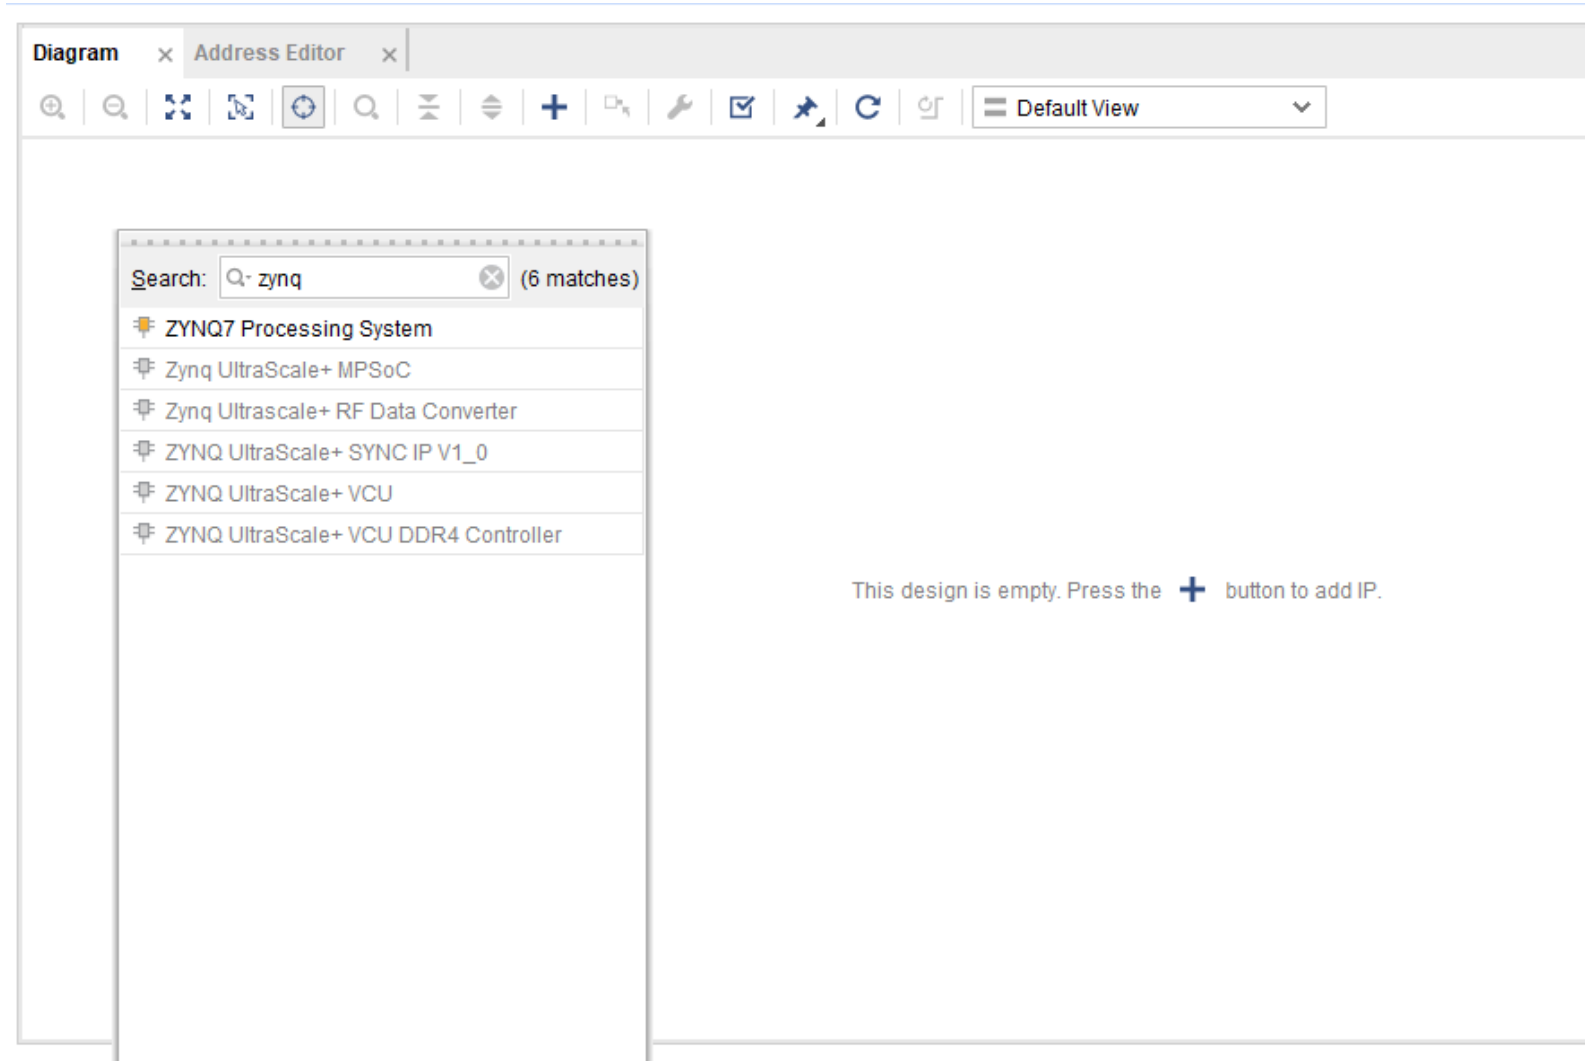 Diagram
Address Editor
Default View
Search: zynq (6 matches)
ZYNQ7 Processing System
Zynq UltraScale+ MPSoC
Zynq Ultrascale+ RF Data Converter
ZYNQ UltraScale+ SYNC IP V1_0
ZYNQ UltraScale+ VCU
ZYNQ UltraScale+ VCU DDR4 Controller
This design is empty. Press the + button to add IP.